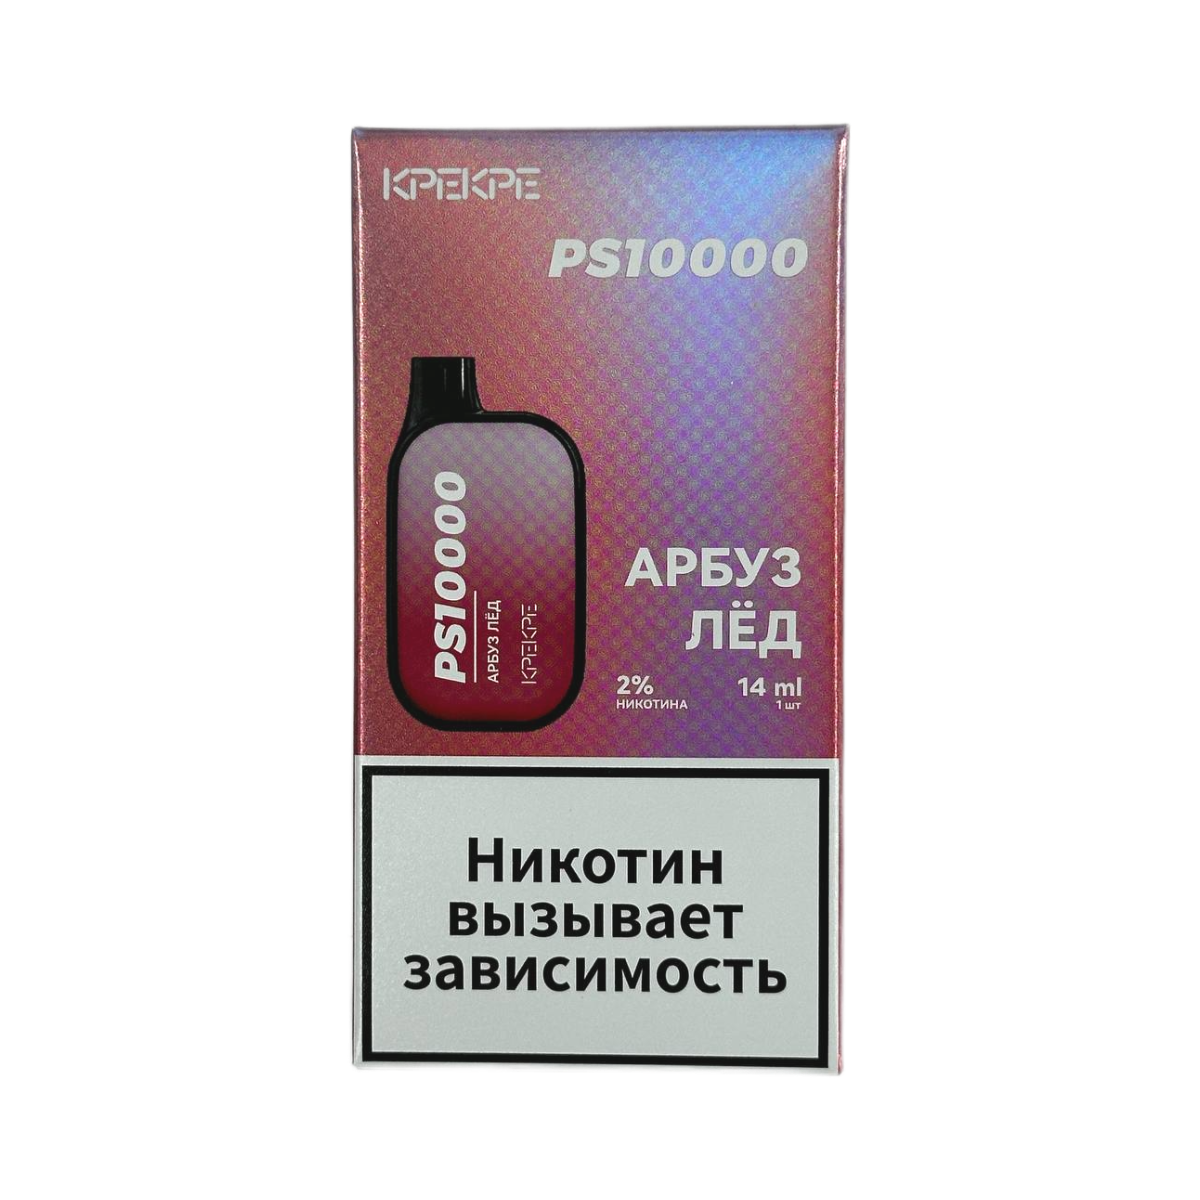 КРЕКРЕ
PS10000
PS10000
АРБУЗ ЛЁД
КРЕКРЕ
АРБУЗ
ЛЁД
2%
НИКОТИНА
14 ml
1 шт
Никотин
вызывает
зависимость